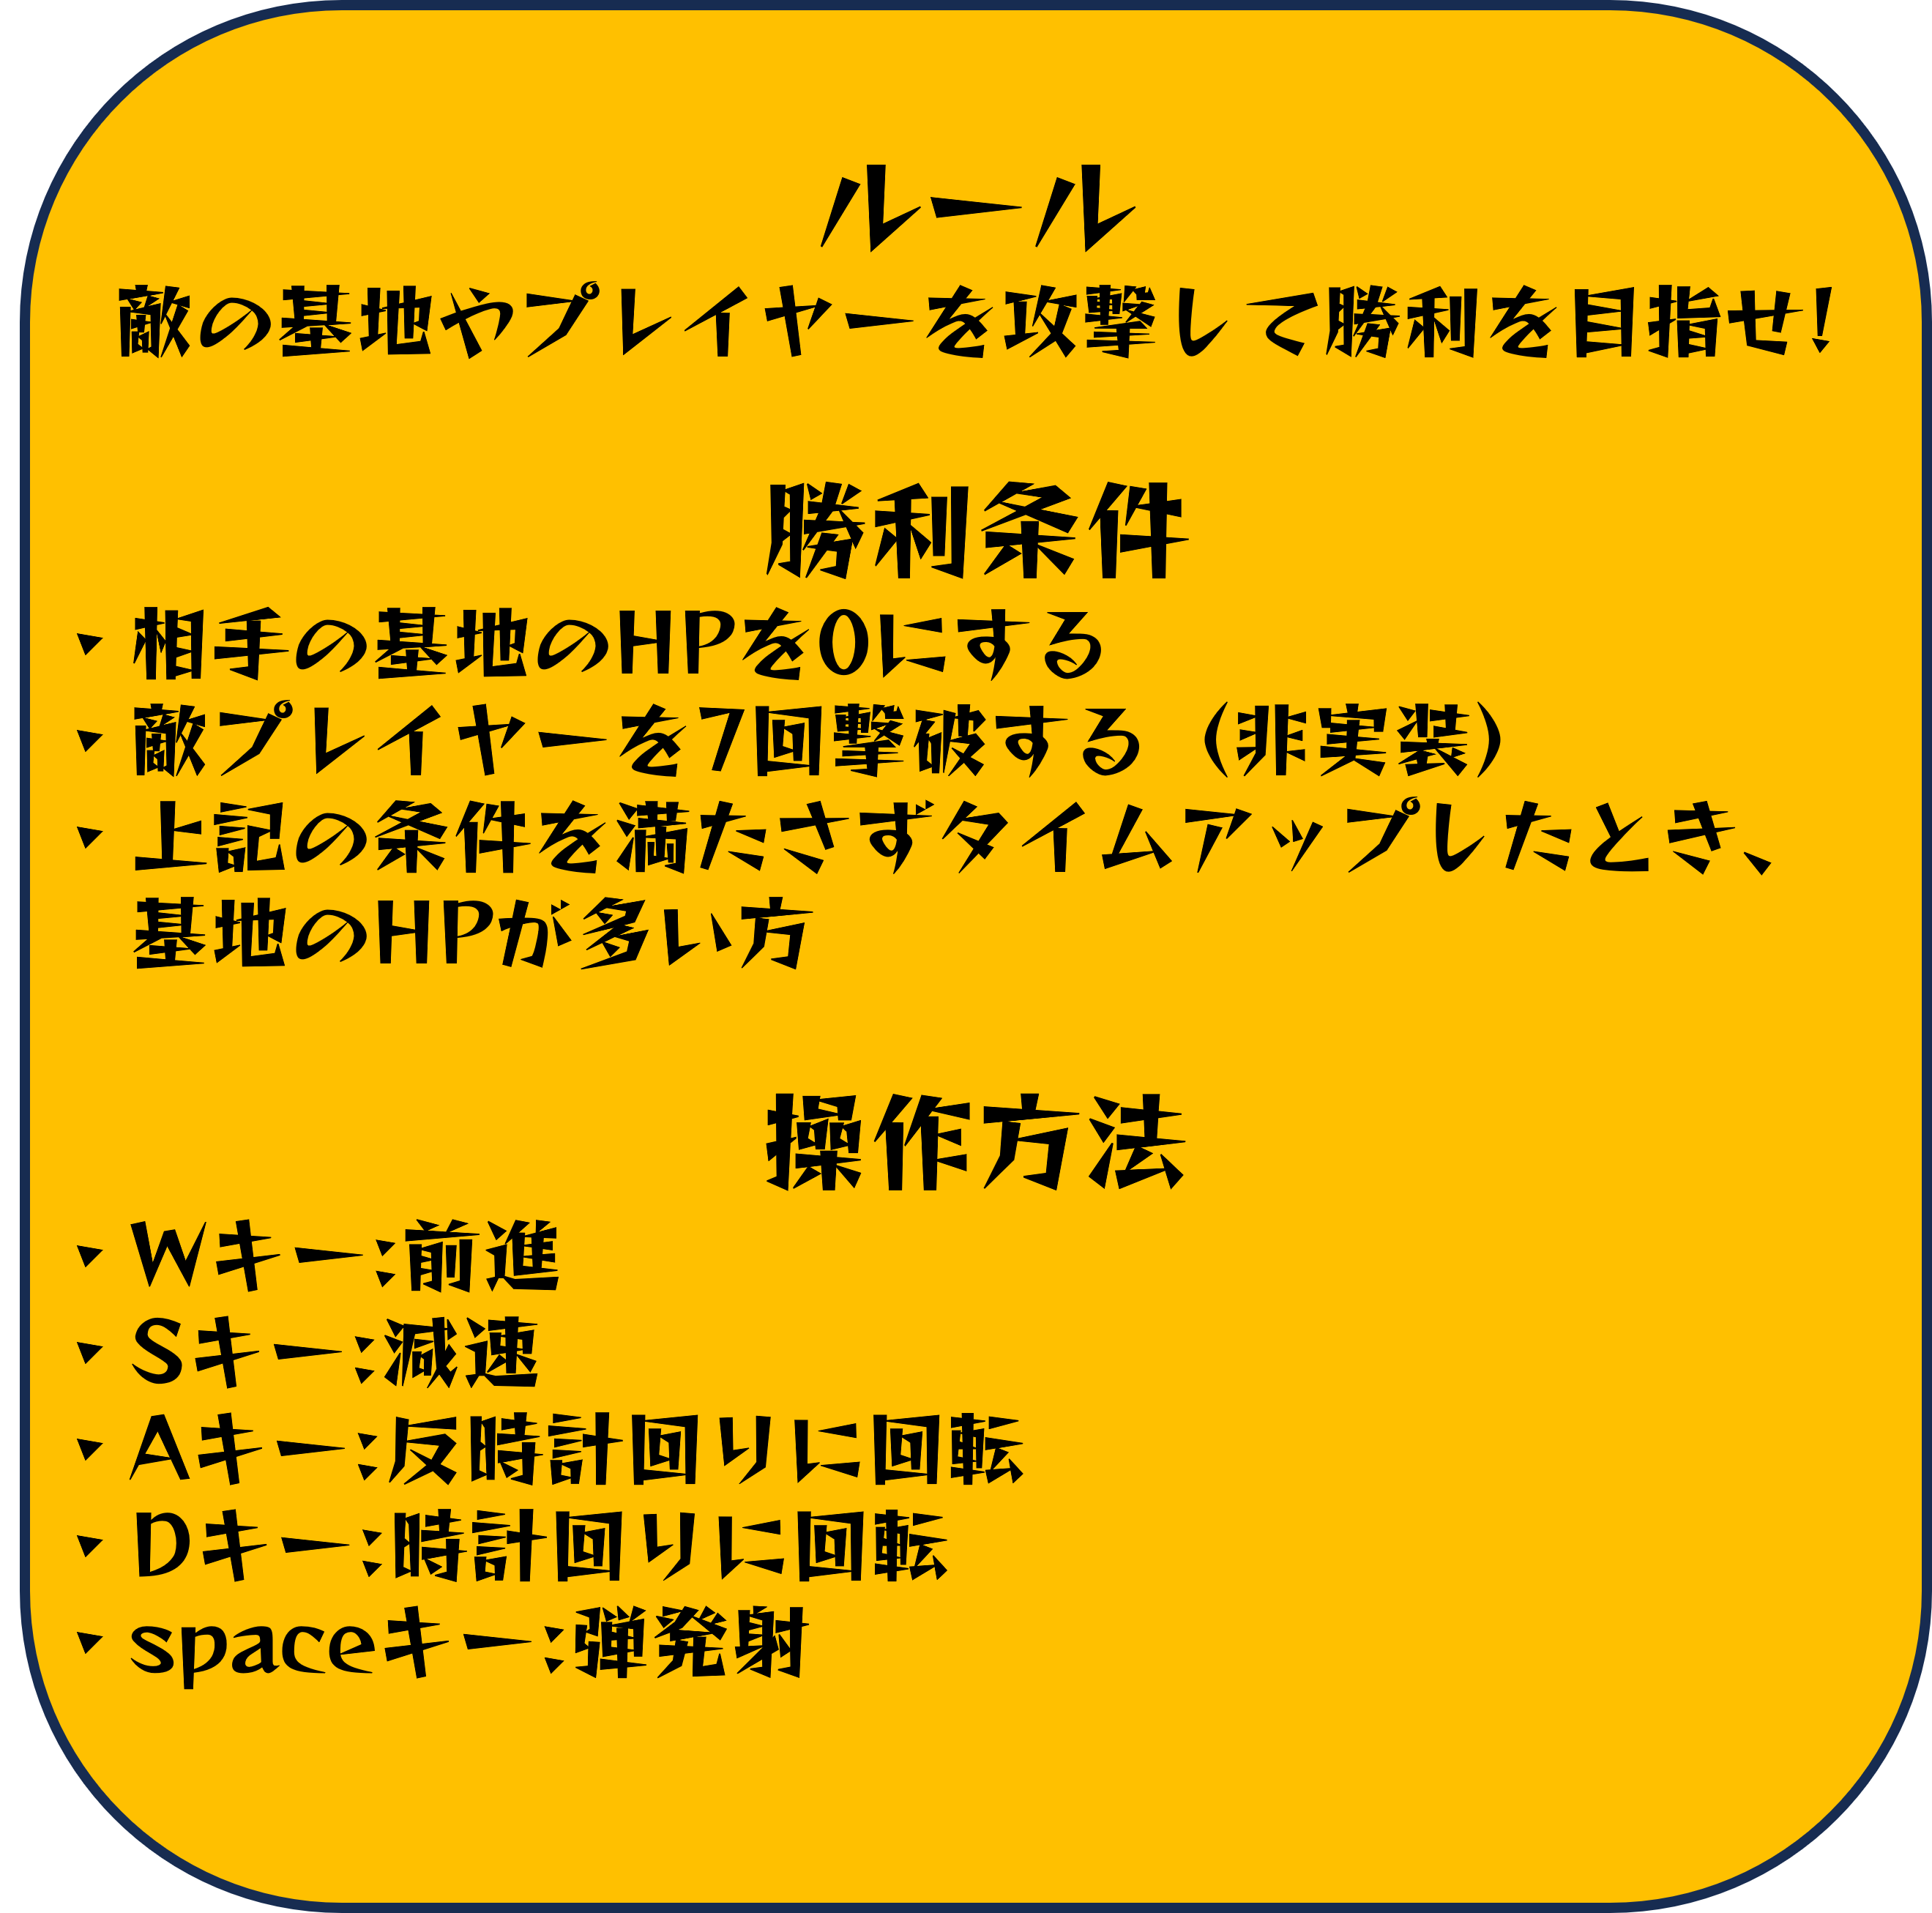 ルール
敵の基地やプレイヤーを攻撃して勝利を目指せ!
勝利条件
▸ 相手の基地のHPを0にする
▸ 敵プレイヤーを7回撃破する(非実装)
▸ 上記の条件を満たさずタイムアップしたとき、
基地のHPが多い方
操作方法
▸ Wキー:前進
▸ Sキー:減速
▸ Aキー:反時計回りに回転
▸ Dキー:時計回りに回転
▸ spaceキー:弾発射